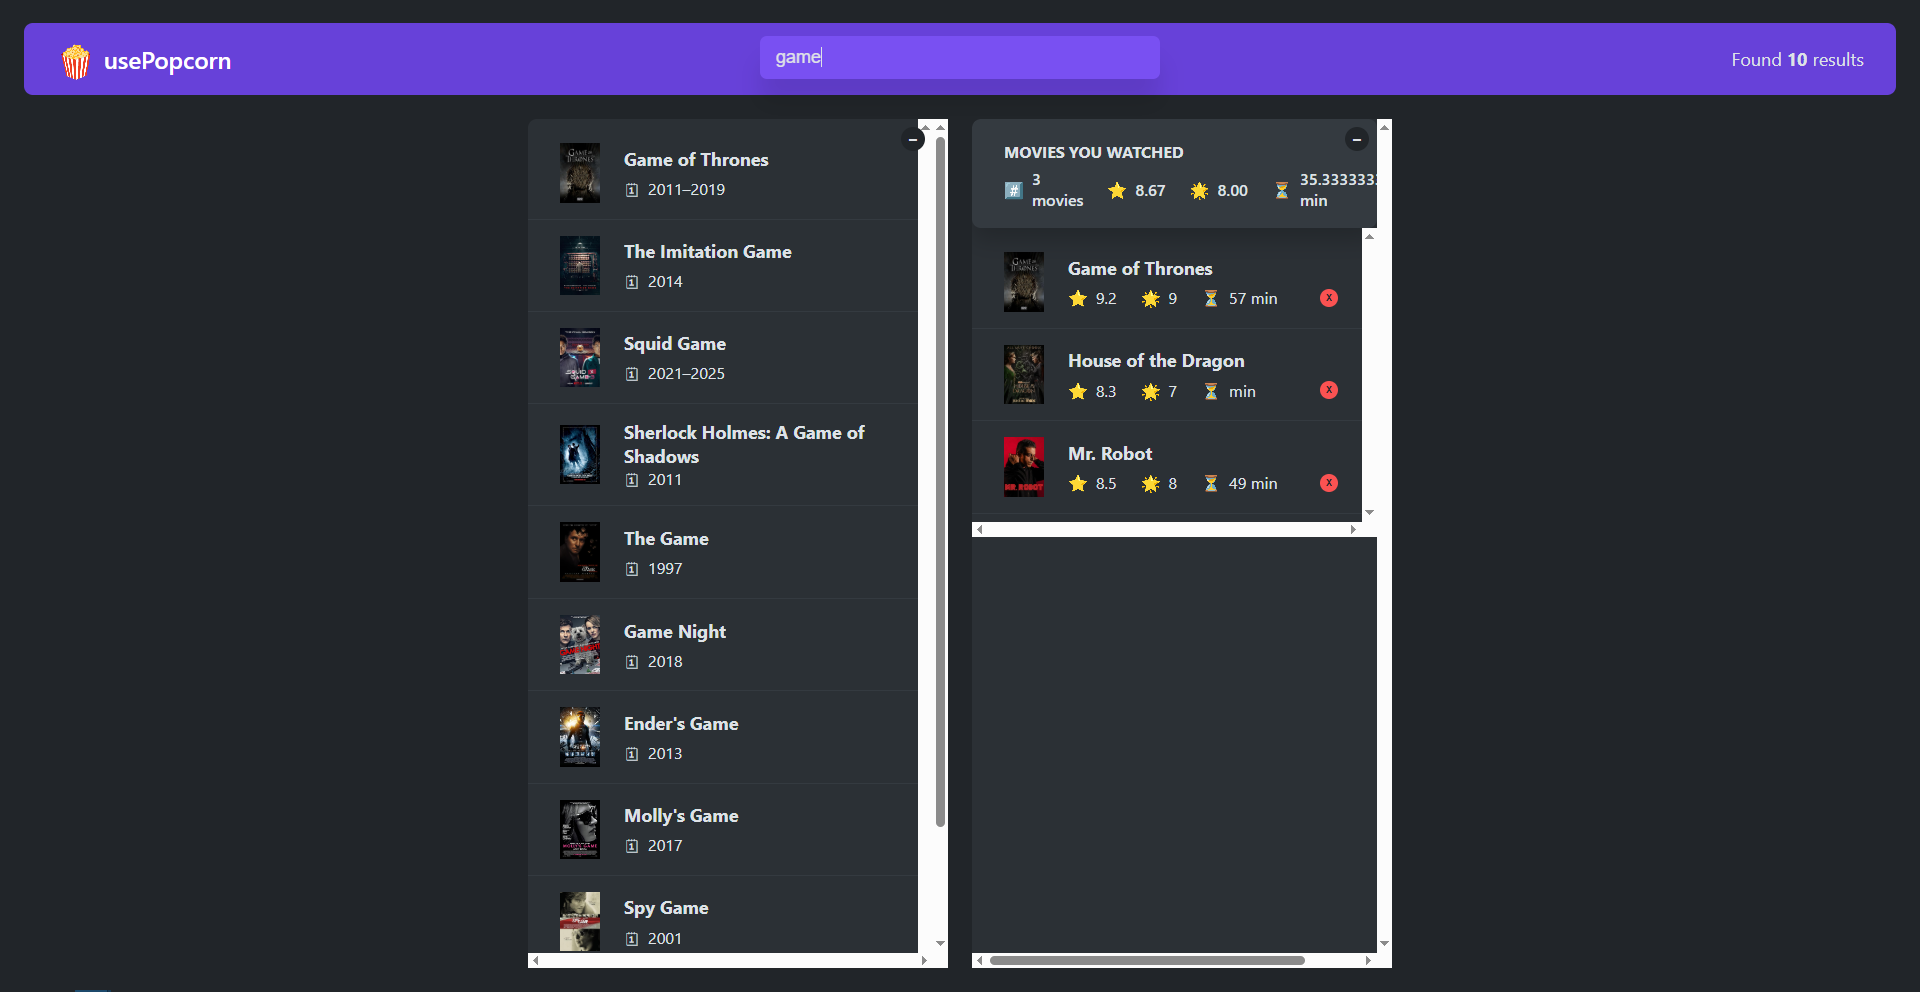 usePopcorn
game
Found 10 results
Game of Thrones
2011–2019
The Imitation Game
2014
Squid Game
2021–2025
Sherlock Holmes: A Game of
Shadows
2011
The Game
1997
Game Night
2018
Ender's Game
2013
Molly's Game
2017
Spy Game
2001
MOVIES YOU WATCHED
# 3 movies 8.67 8.00 35.3333333 min
Game of Thrones
9.2 9 57 min X
House of the Dragon
8.3 7 min X
Mr. Robot
8.5 8 49 min X
MR. ROBOT